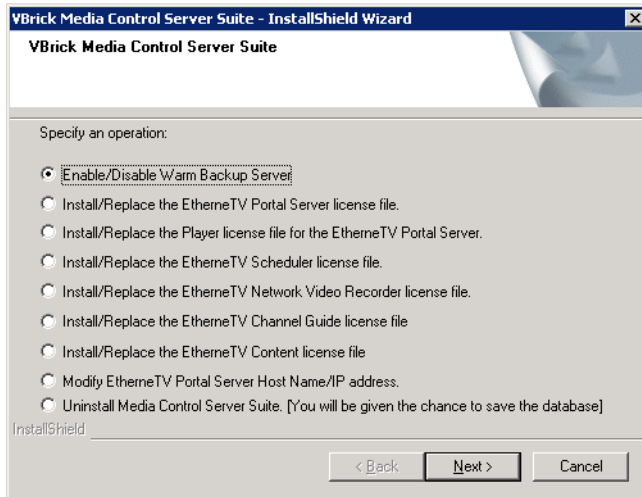 VBrick Media Control Server Suite - InstallShield Wizard
VBrick Media Control Server Suite
Specify an operation:
Enable/Disable Warm Backup Server
Install/Replace the EtherneTV Portal Server license file.
Install/Replace the Player license file for the EtherneTV Portal Server.
Install/Replace the EtherneTV Scheduler license file.
Install/Replace the EtherneTV Network Video Recorder license file.
Install/Replace the EtherneTV Channel Guide license file
Install/Replace the EtherneTV Content license file
Modify EtherneTV Portal Server Host Name/IP address.
Uninstall Media Control Server Suite. [You will be given the chance to save the database]
InstallShield
< Back Next > Cancel